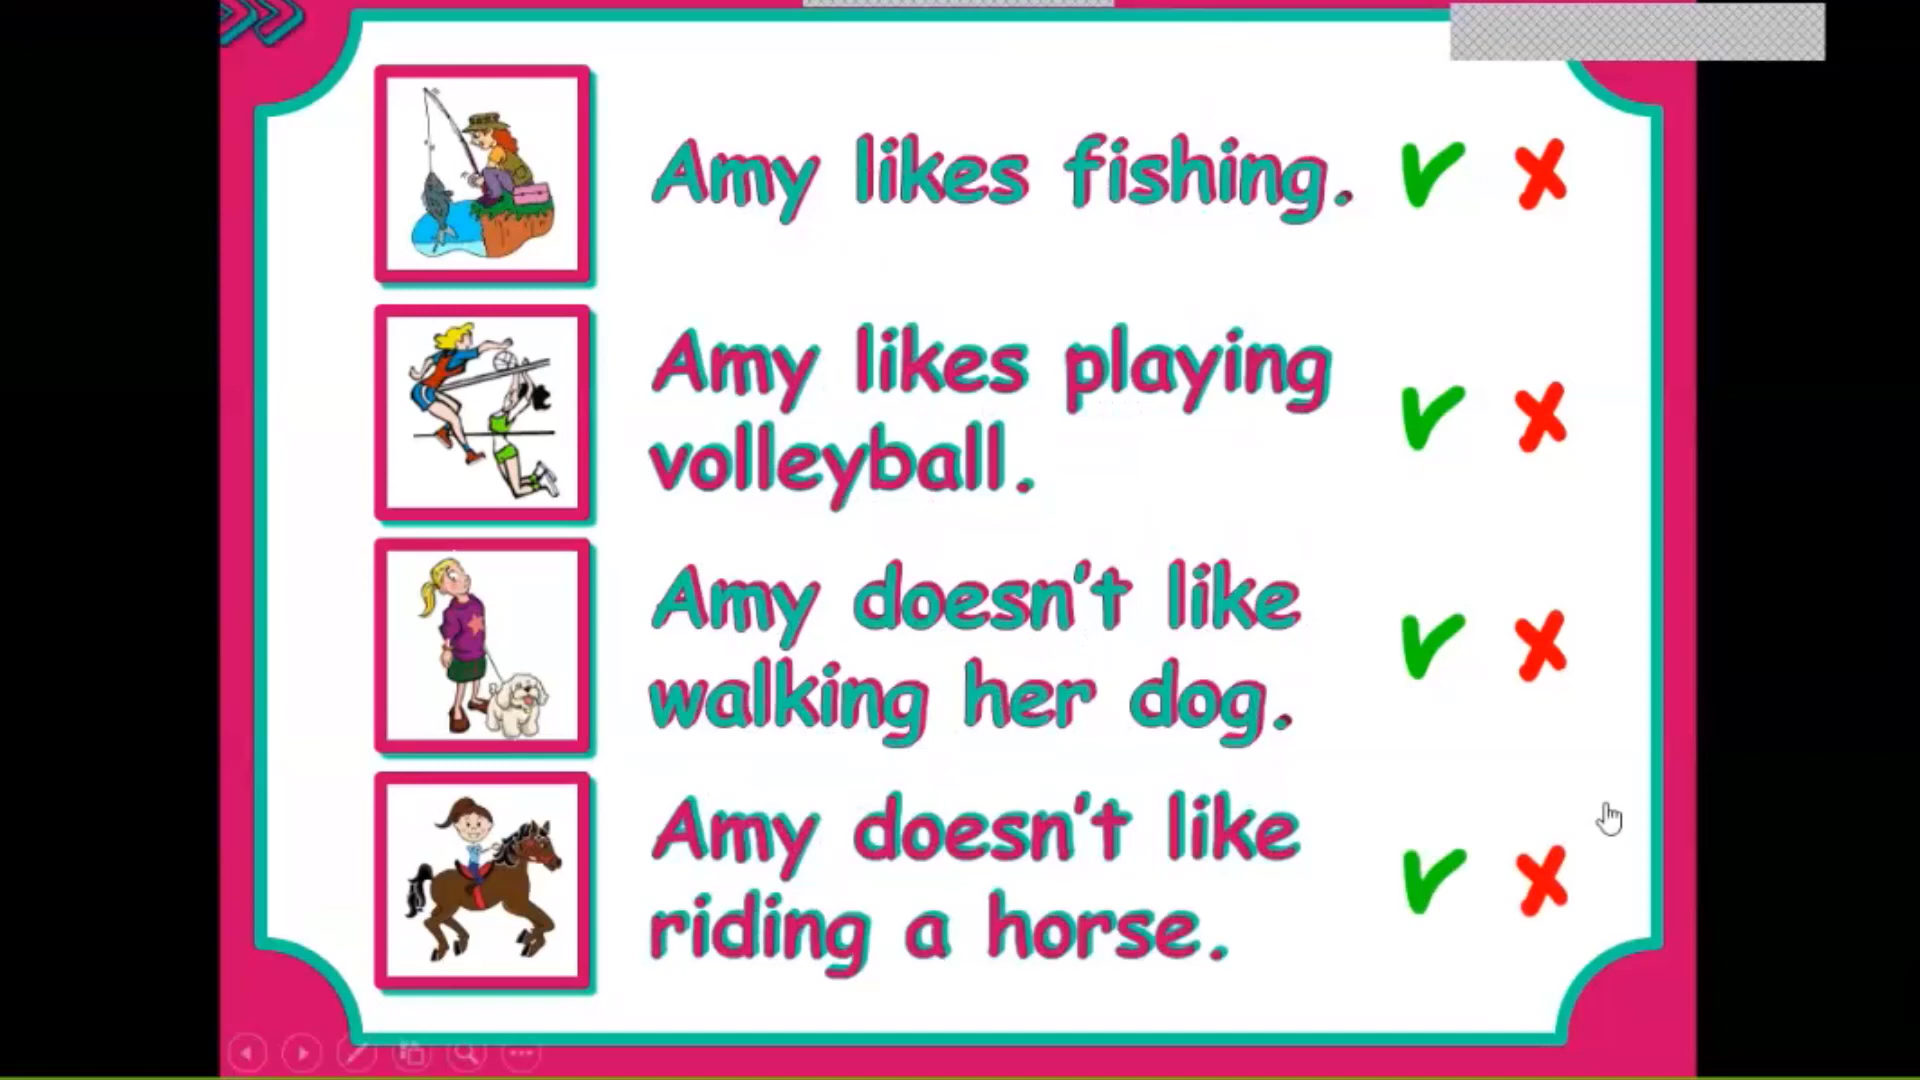 Amy likes fishing.
Amy likes playing
volleyball.
Amy doesn't like
walking her dog.
Amy doesn't like
riding a horse.